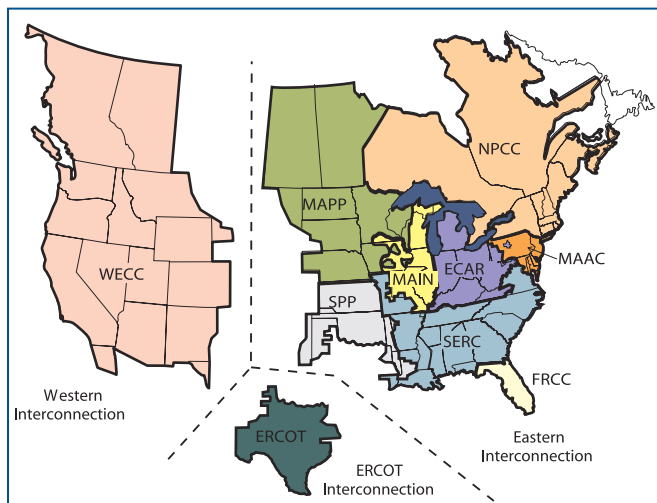 NPCC
MAPP
WECC
MAIN
ECAR
MAAC
SPP
SERC
FRCC
Western
Interconnection
ERCOT
Eastern
Interconnection
ERCOT
Interconnection